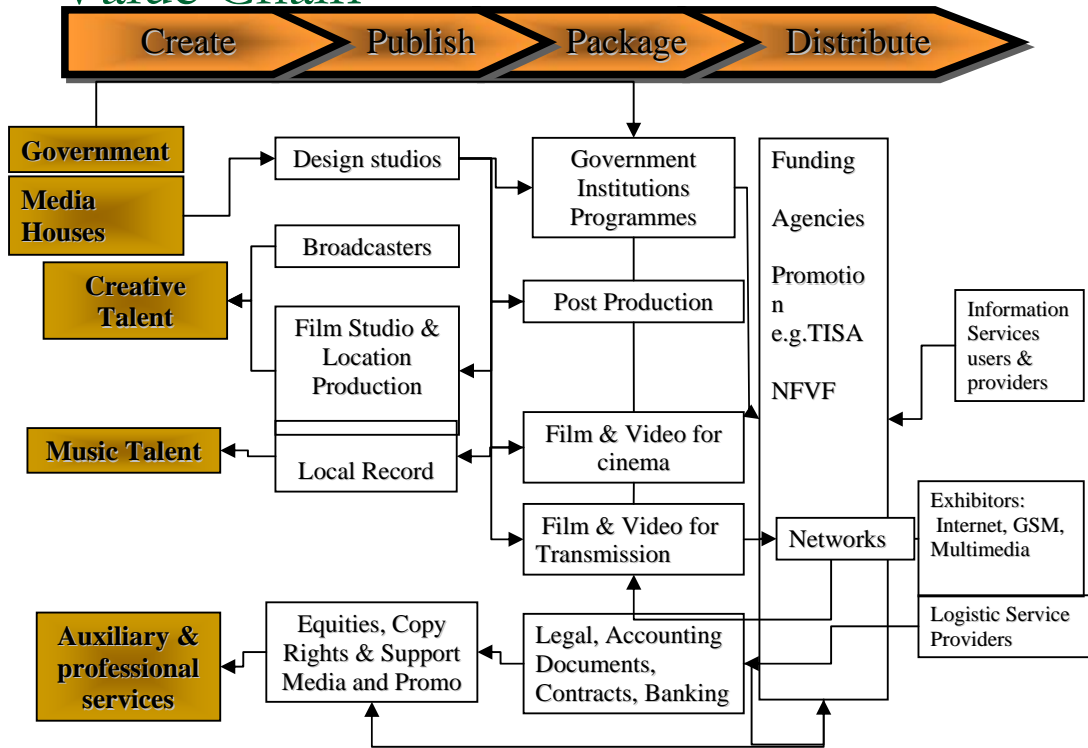 Value Chain
Create
Publish
Package
Distribute
Government
Media
Houses
Creative
Talent
Music Talent
Auxiliary &
professional
services
Design studios
Broadcasters
Film Studio &
Location
Production
Local Record
Equities, Copy
Rights & Support
Media and Promo
Government
Institutions
Programmes
Post Production
Film & Video for
cinema
Film & Video for
Transmission
Legal, Accounting
Documents,
Contracts, Banking
Funding
Agencies
Promotio
n
e.g.TISA
NFVF
Networks
Information
Services
users &
providers
Exhibitors:
Internet, GSM,
Multimedia
Logistic Service
Providers